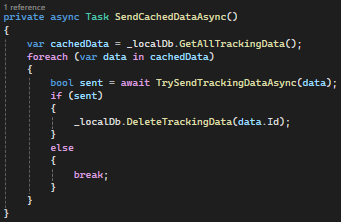 1 reference
private async Task SendCachedDataAsync()
{
    var cachedData = _localDb.GetAllTrackingData();
    foreach (var data in cachedData)
    {
        bool sent = await TrySendTrackingDataAsync(data);
        if (sent)
        {
            _localDb.DeleteTrackingData(data.Id);
        }
        else
        {
            break;
        }
    }
}